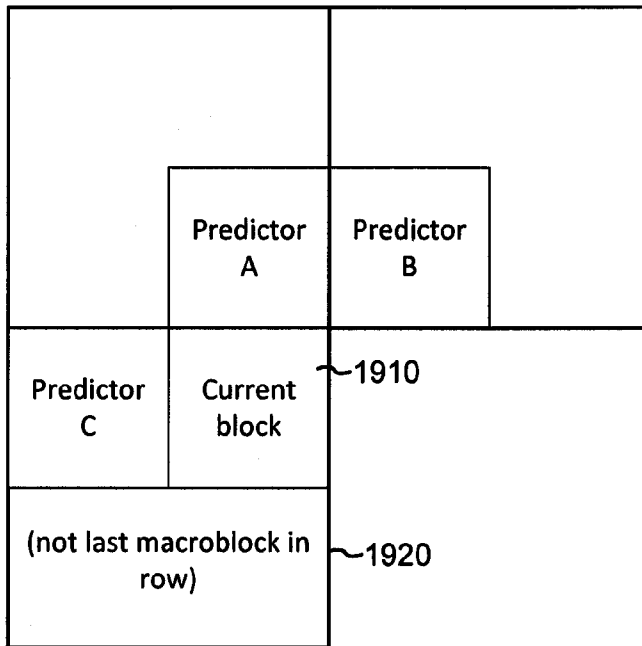 Predictor
A
Predictor
B
Predictor
C
Current
block
1910
(not last macroblock in
row)
1920